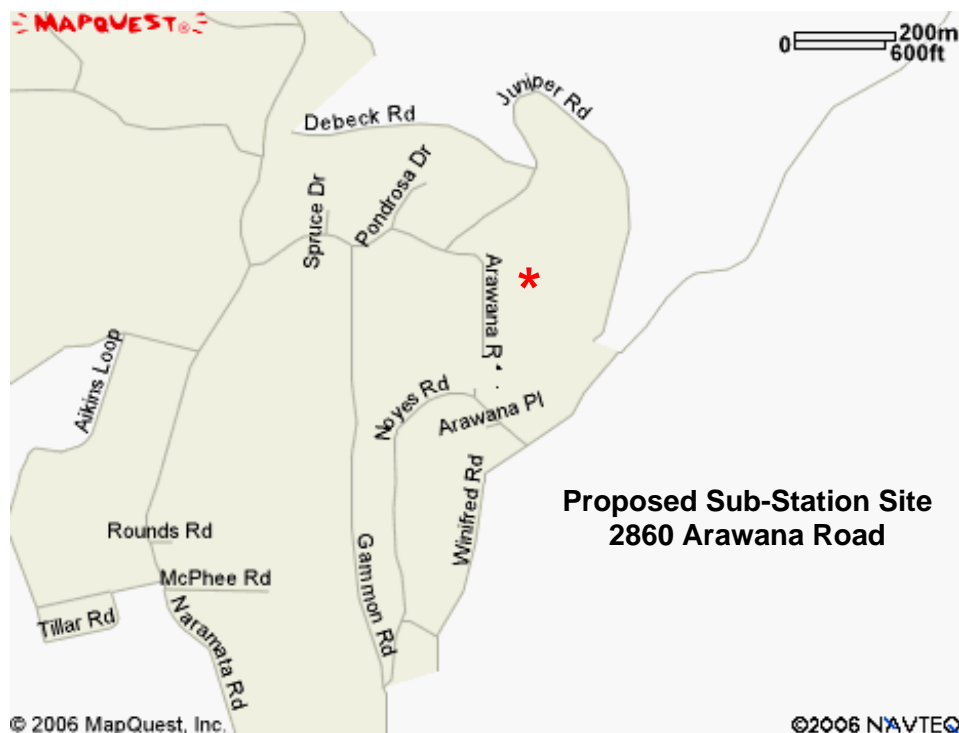 MAPQUEST®
0 200m
600ft
Juniper Rd
Debeck Rd
Spruce Dr
Pondrosa Dr
Arawana R
*
Aikins Loop
Noyes Rd
Arawana Pl
Winifred Rd
Proposed Sub-Station Site
2860 Arawana Road
Rounds Rd
Gammon Rd
McPhee Rd
Tillar Rd
Naramata Rd
© 2006 MapQuest, Inc.
©2006 NAVTEQ